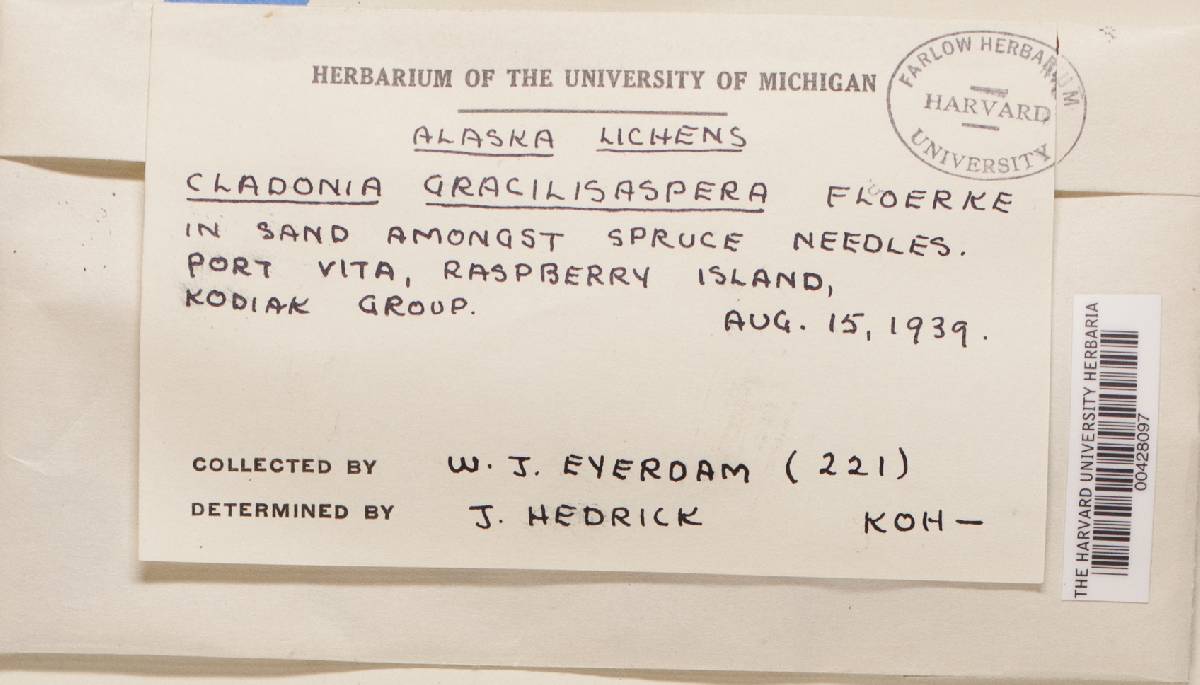 HERBARIUM OF THE UNIVERSITY OF MICHIGAN
FARLOW HERBARIUM
HARVARD
UNIVERSITY
ALASKA LICHENS
CLADONIA GRACILISASPERA FLOERKE
IN SAND AMONGST SPRUCE NEEDLES.
PORT VITA, RASPBERRY ISLAND,
KODIAK GROUP.
AUG. 15, 1939.
COLLECTED BY W. J. EYERDAM (221)
DETERMINED BY J. HEDRICK KOH—
THE HARVARD UNIVERSITY HERBARIA
00428097